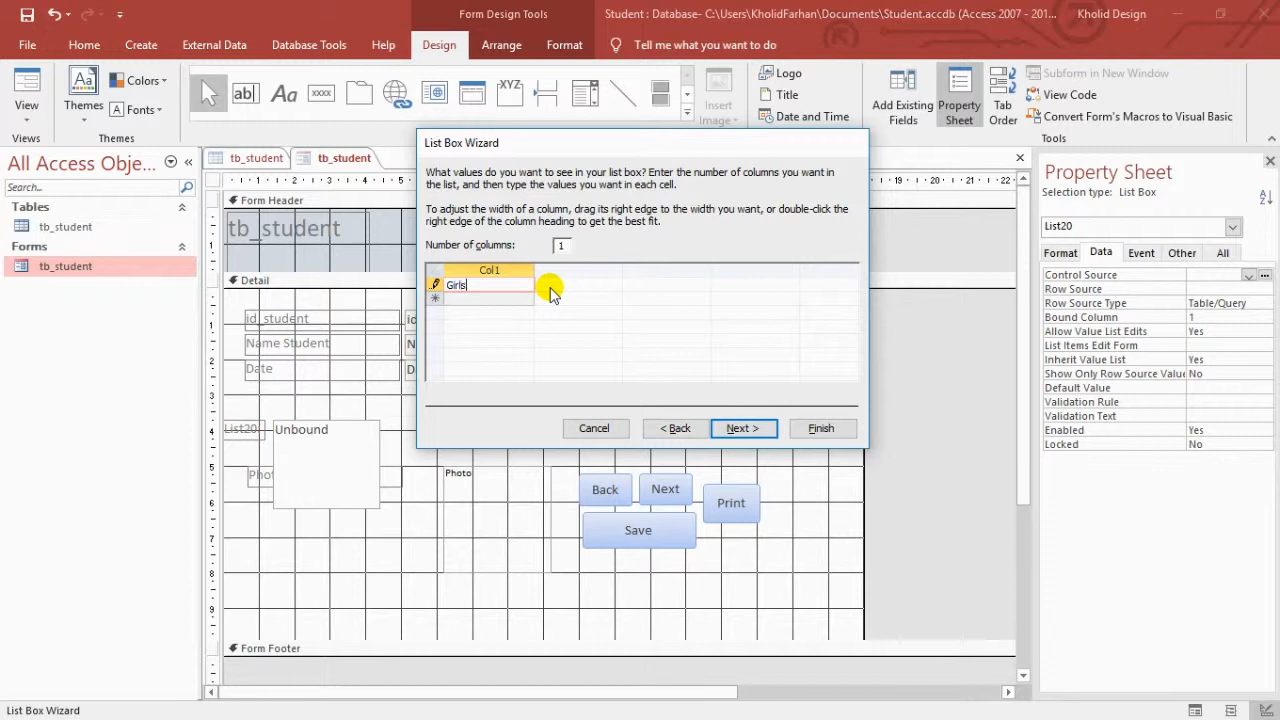 Form Design Tools
Student : Database- C:\Users\KholidFarhan\Documents\Student.accdb (Access 2007 - 201...
Kholid Design
File
Home
Create
External Data
Database Tools
Help
Design
Arrange
Format
Tell me what you want to do
View
Views
Aa
Themes
Colors
Fonts
Themes
ab
Aa
XXXX
XYZ
Insert
Image
Logo
Title
Date and Time
Add Existing
Fields
Property
Sheet
Tab
Order
Subform in New Window
View Code
Convert Form's Macros to Visual Basic
Tools
All Access Obje...
Search...
Tables
tb_student
Forms
tb_student
tb_student
tb_student
Form Header
tb_student
Detail
id_student
Name Student
Date
List20
Unbound
Photo
Back
Next
Print
Save
Form Footer
List Box Wizard
What values do you want to see in your list box? Enter the number of columns you want in
the list, and then type the values you want in each cell.
To adjust the width of a column, drag its right edge to the width you want, or double-click the
right edge of the column heading to get the best fit.
Number of columns: 1
Col1
Girls
Cancel
< Back
Next >
Finish
Property Sheet
Selection type: List Box
List20
Format
Data
Event
Other
All
Control Source
Row Source
Row Source Type Table/Query
Bound Column 1
Allow Value List Edits Yes
List Items Edit Form
Inherit Value List Yes
Show Only Row Source Value No
Default Value
Validation Rule
Validation Text
Enabled Yes
Locked No
List Box Wizard